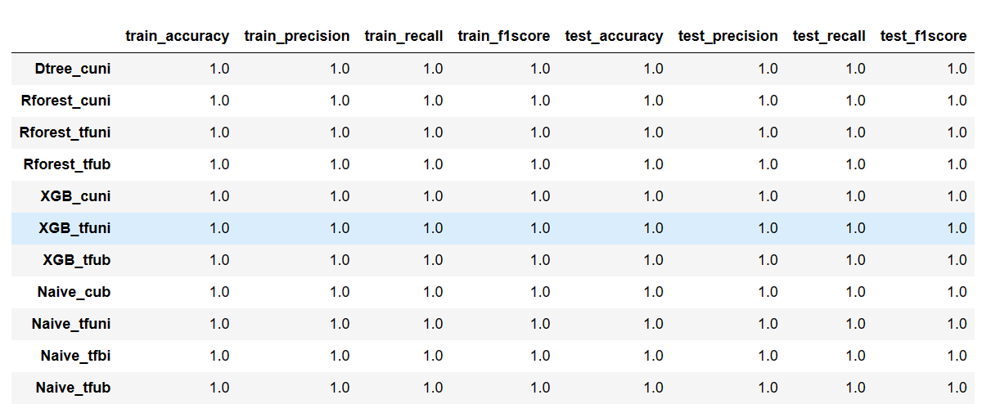 train_accuracy train_precision train_recall train_f1score test_accuracy test_precision test_recall test_f1score
Dtree_cuni 1.0 1.0 1.0 1.0 1.0 1.0 1.0 1.0
Rforest_cuni 1.0 1.0 1.0 1.0 1.0 1.0 1.0 1.0
Rforest_tfuni 1.0 1.0 1.0 1.0 1.0 1.0 1.0 1.0
Rforest_tfub 1.0 1.0 1.0 1.0 1.0 1.0 1.0 1.0
XGB_cuni 1.0 1.0 1.0 1.0 1.0 1.0 1.0 1.0
XGB_tfuni 1.0 1.0 1.0 1.0 1.0 1.0 1.0 1.0
XGB_tfub 1.0 1.0 1.0 1.0 1.0 1.0 1.0 1.0
Naive_cub 1.0 1.0 1.0 1.0 1.0 1.0 1.0 1.0
Naive_tfuni 1.0 1.0 1.0 1.0 1.0 1.0 1.0 1.0
Naive_tfbi 1.0 1.0 1.0 1.0 1.0 1.0 1.0 1.0
Naive_tfub 1.0 1.0 1.0 1.0 1.0 1.0 1.0 1.0